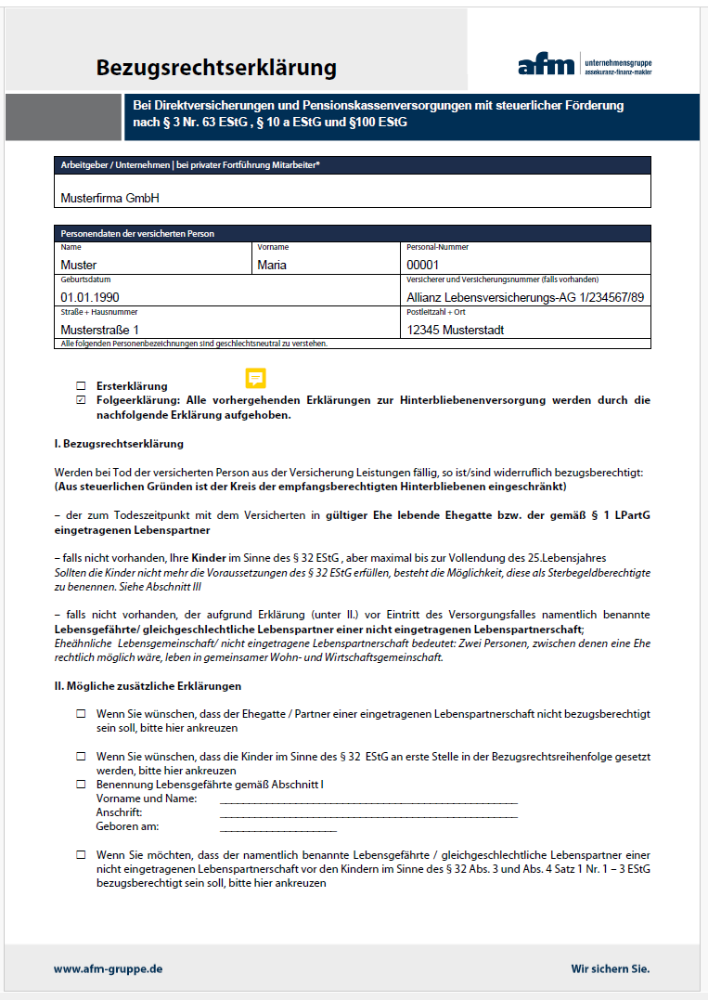 Bezugsrechtserklärung
afm unternehmensgruppe
assekuranz-finanz-makler
Bei Direktversicherungen und Pensionskassenversorgungen mit steuerlicher Förderung
nach § 3 Nr. 63 EStG , § 10 a EStG und §100 EStG
Arbeitgeber / Unternehmen | bei privater Fortführung Mitarbeiter*
Musterfirma GmbH
Personendaten der versicherten Person
Name Vorname Personal-Nummer
Muster Maria 00001
Geburtsdatum Versicherer und Versicherungsnummer (falls vorhanden)
01.01.1990 Allianz Lebensversicherungs-AG 1/234567/89
Straße + Hausnummer Postleitzahl + Ort
Musterstraße 1 12345 Musterstadt
Alle folgenden Personenbezeichnungen sind geschlechtsneutral zu verstehen.
☐ Ersterklärung
☑ Folgeerklärung: Alle vorhergehenden Erklärungen zur Hinterbliebenenversorgung werden durch die
nachfolgende Erklärung aufgehoben.
I. Bezugsrechtserklärung
Werden bei Tod der versicherten Person aus der Versicherung Leistungen fällig, so ist/sind widerruflich bezugsberechtigt:
(Aus steuerlichen Gründen ist der Kreis der empfangsberechtigten Hinterbliebenen eingeschränkt)
– der zum Todeszeitpunkt mit dem Versicherten in gültiger Ehe lebende Ehegatte bzw. der gemäß § 1 LPartG
eingetragenen Lebenspartner
– falls nicht vorhanden, Ihre Kinder im Sinne des § 32 EStG , aber maximal bis zur Vollendung des 25.Lebensjahres
Sollten die Kinder nicht mehr die Voraussetzungen des § 32 EStG erfüllen, besteht die Möglichkeit, diese als Sterbegeldberechtigte
zu benennen. Siehe Abschnitt III
– falls nicht vorhanden, der aufgrund Erklärung (unter II.) vor Eintritt des Versorgungsfalles namentlich benannte
Lebensgefährte/ gleichgeschlechtliche Lebenspartner einer nicht eingetragenen Lebenspartnerschaft;
Eheähnliche Lebensgemeinschaft/ nicht eingetragene Lebenspartnerschaft bedeutet: Zwei Personen, zwischen denen eine Ehe
rechtlich möglich wäre, leben in gemeinsamer Wohn- und Wirtschaftsgemeinschaft.
II. Mögliche zusätzliche Erklärungen
☐ Wenn Sie wünschen, dass der Ehegatte / Partner einer eingetragenen Lebenspartnerschaft nicht bezugsberechtigt
sein soll, bitte hier ankreuzen
☐ Wenn Sie wünschen, dass die Kinder im Sinne des § 32 EStG an erste Stelle in der Bezugsrechtsreihenfolge gesetzt
werden, bitte hier ankreuzen
☐ Benennung Lebensgefährte gemäß Abschnitt I
Vorname und Name:
Anschrift:
Geboren am:
☐ Wenn Sie möchten, dass der namentlich benannte Lebensgefährte / gleichgeschlechtliche Lebenspartner einer
nicht eingetragenen Lebenspartnerschaft vor den Kindern im Sinne des § 32 Abs. 3 und Abs. 4 Satz 1 Nr. 1 – 3 EStG
bezugsberechtigt sein soll, bitte hier ankreuzen
www.afm-gruppe.de Wir sichern Sie.